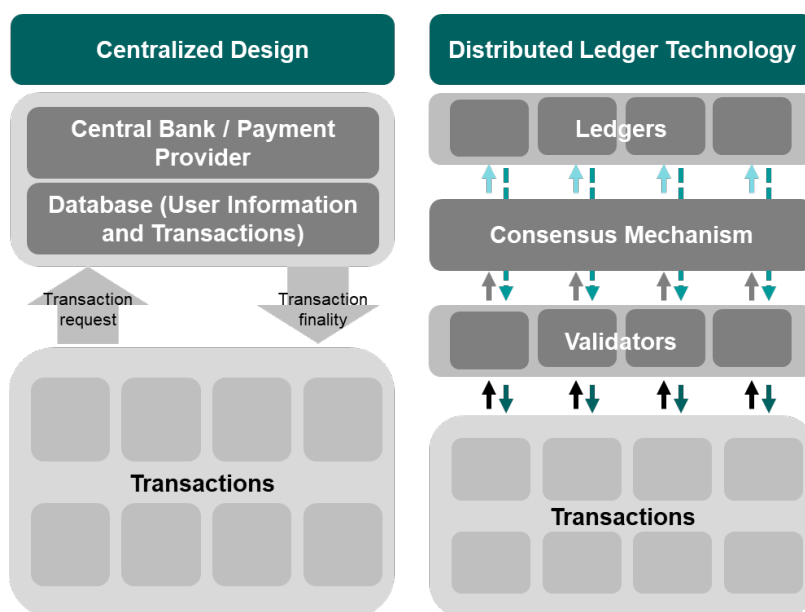 Centralized Design
Central Bank / Payment
Provider
Database (User Information
and Transactions)
Transaction
request
Transaction
finality
Transactions
Distributed Ledger Technology
Ledgers
Consensus Mechanism
Validators
Transactions